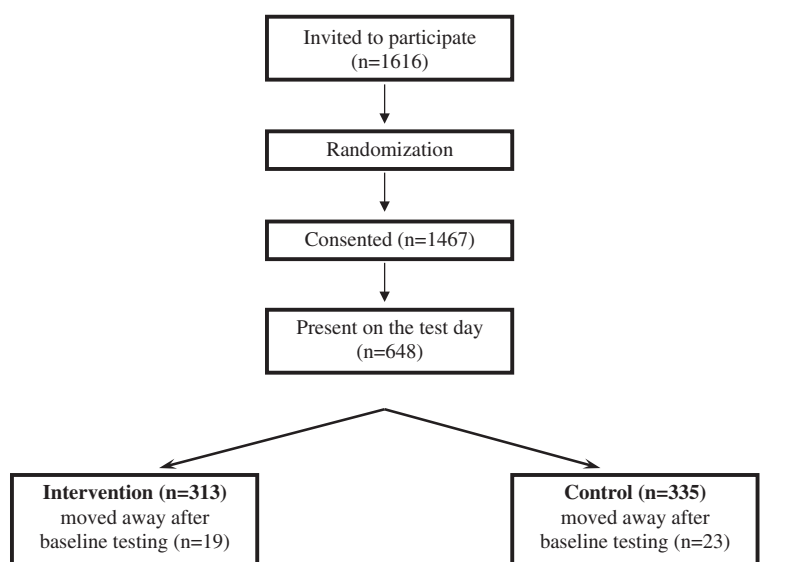 Invited to participate
(n=1616)
Randomization
Consented (n=1467)
Present on the test day
(n=648)
Intervention (n=313)
moved away after
baseline testing (n=19)
Control (n=335)
moved away after
baseline testing (n=23)